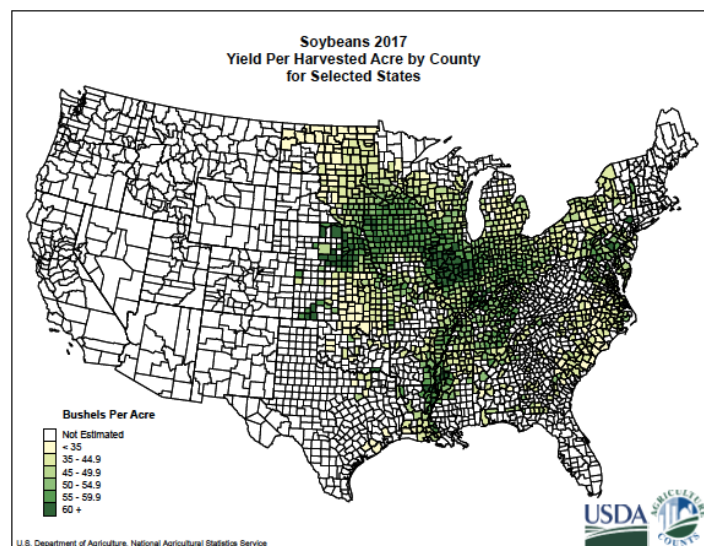 Soybeans 2017
Yield Per Harvested Acre by County
for Selected States
Bushels Per Acre
Not Estimated
< 35
35 - 44.9
45 - 49.9
50 - 54.9
55 - 59.9
60 +
USDA
AGRICULTURE
COUNTS
U.S. Department of Agriculture, National Agricultural Statistics Service